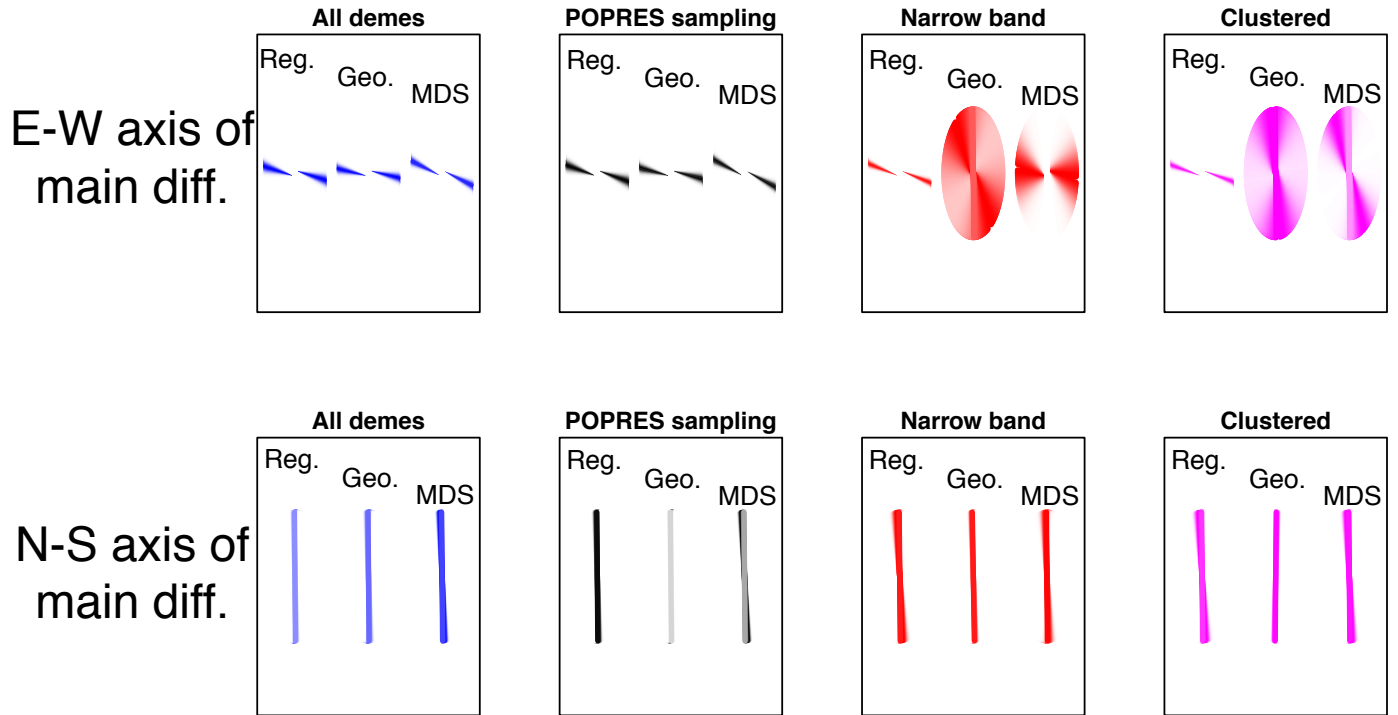 All demes
POPRES sampling
Narrow band
Clustered
E-W axis of
main diff.
Reg.
Geo.
MDS
Reg.
Geo.
MDS
Reg.
Geo.
MDS
Reg.
Geo.
MDS
All demes
POPRES sampling
Narrow band
Clustered
N-S axis of
main diff.
Reg.
Geo.
MDS
Reg.
Geo.
MDS
Reg.
Geo.
MDS
Reg.
Geo.
MDS